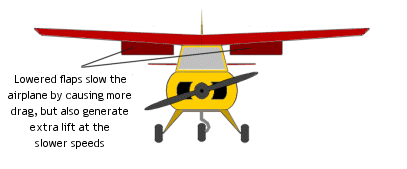 Lowered flaps slow the
airplane by causing more
drag, but also generate
extra lift at the
slower speeds